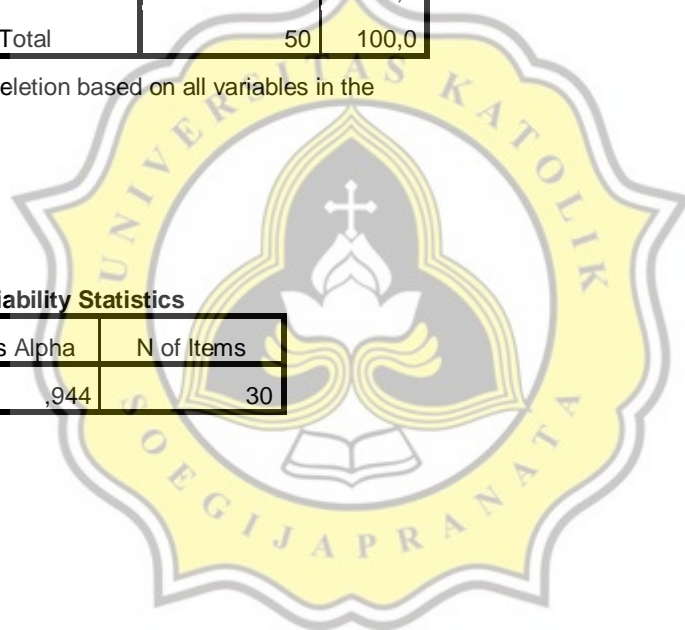 Total 50 100,0
eletion based on all variables in the
iability Statistics
s Alpha N of Items
,944 30
UNIVERSITAS KATOLIK
SOEGIJAPRANATA